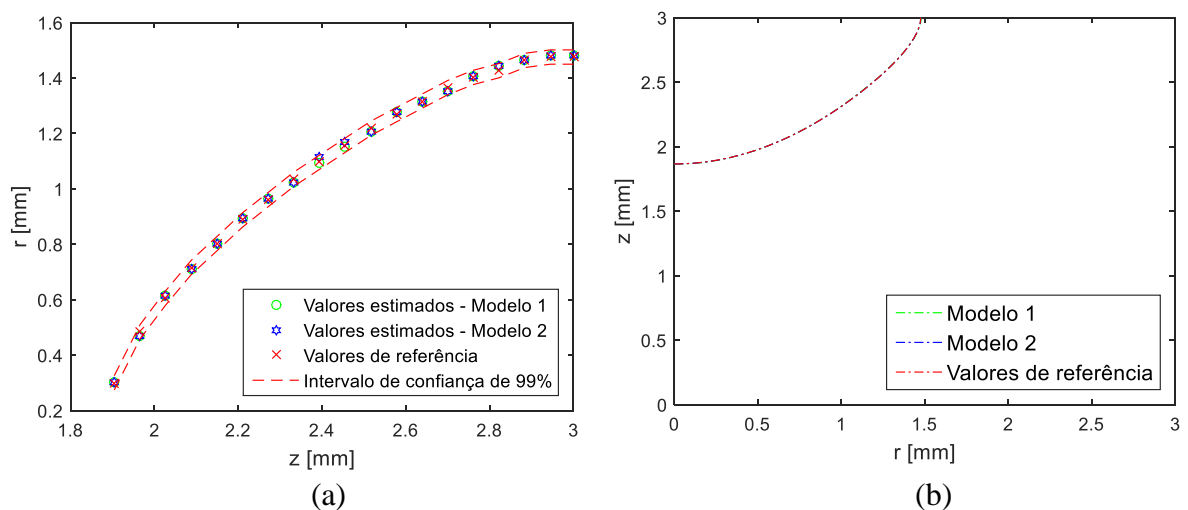 1.6
1.4
1.2
1
0.8
0.6
0.4
0.2
r [mm]
1.8 2 2.2 2.4 2.6 2.8 3
z [mm]
Valores estimados - Modelo 1
Valores estimados - Modelo 2
Valores de referência
Intervalo de confiança de 99%
(a)
3
2.5
2
1.5
1
0.5
0
z [mm]
0 0.5 1 1.5 2 2.5 3
r [mm]
Modelo 1
Modelo 2
Valores de referência
(b)